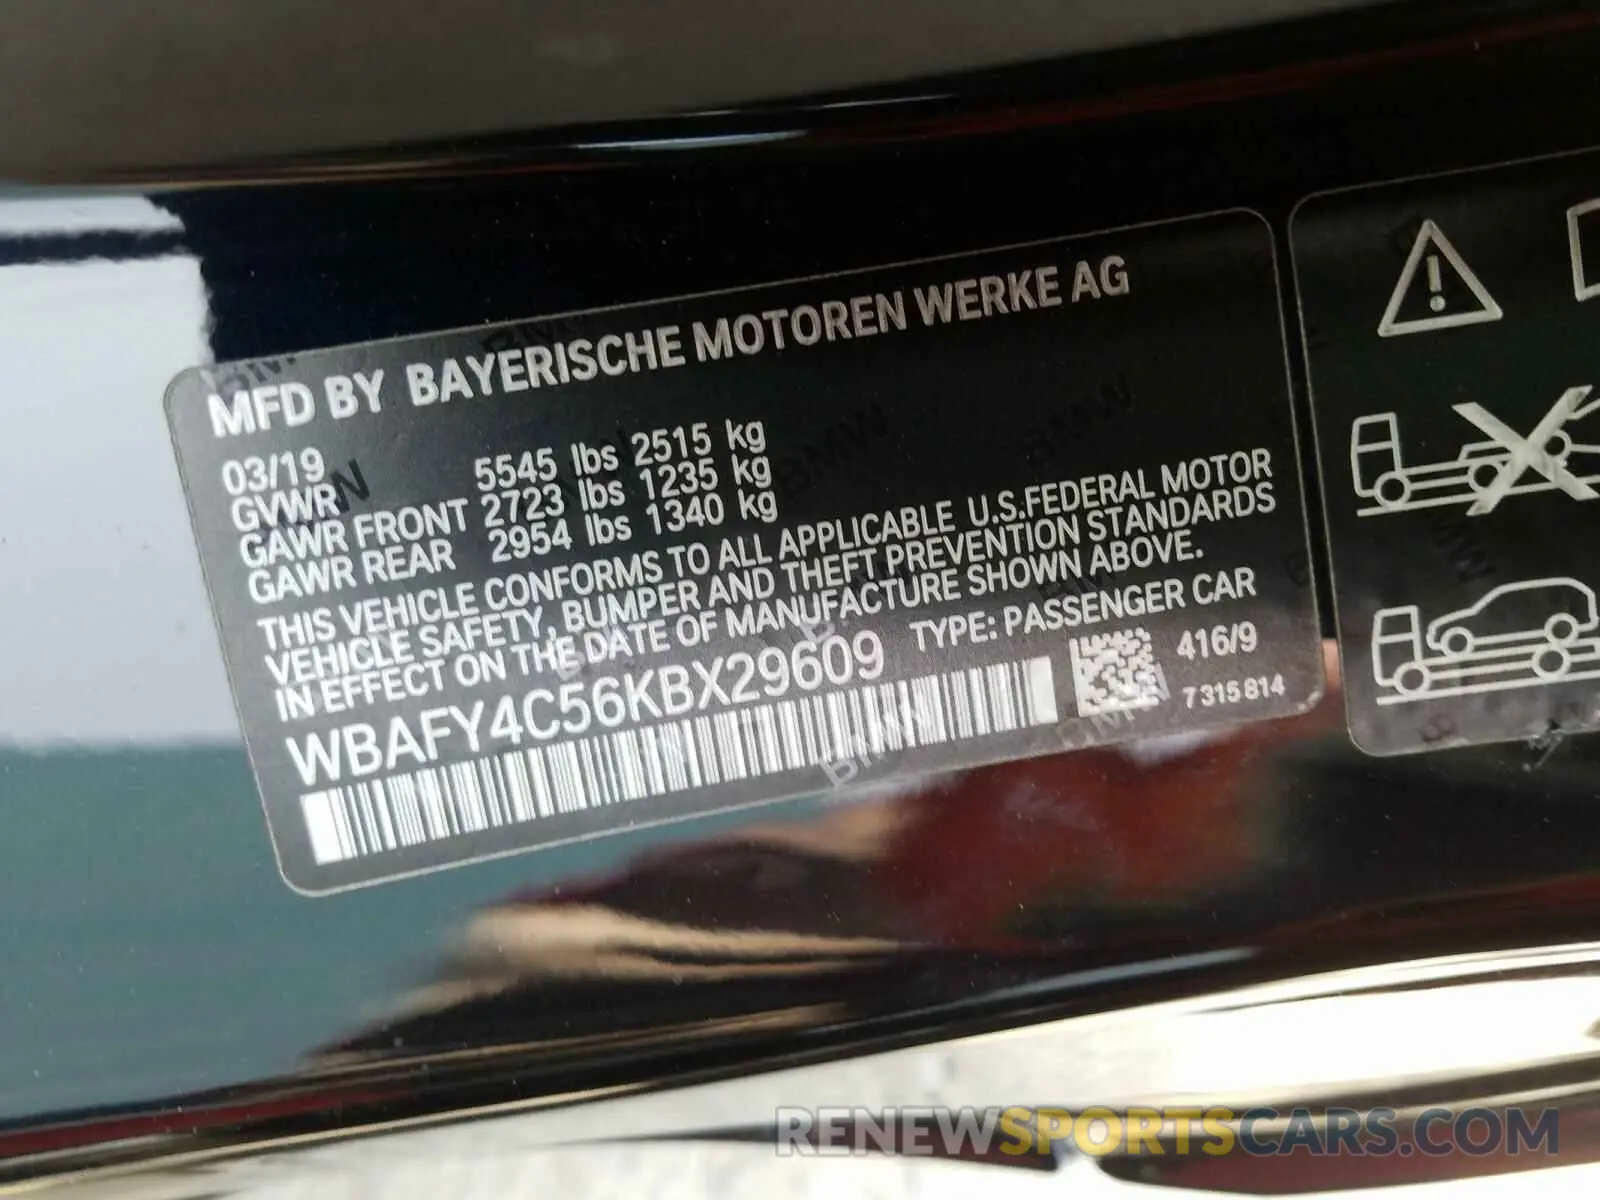 MFD BY BAYERISCHE MOTOREN WERKE AG
03/19
GVWR 5545 lbs 2515 kg
GAWR FRONT 2723 lbs 1235 kg
GAWR REAR 2954 lbs 1340 kg
THIS VEHICLE CONFORMS TO ALL APPLICABLE U.S.FEDERAL MOTOR
VEHICLE SAFETY, BUMPER AND THEFT PREVENTION STANDARDS
IN EFFECT ON THE DATE OF MANUFACTURE SHOWN ABOVE.
WBAFY4C56KBX29609 TYPE: PASSENGER CAR
416/9
7315814
RENEWSPORTSCARS.COM